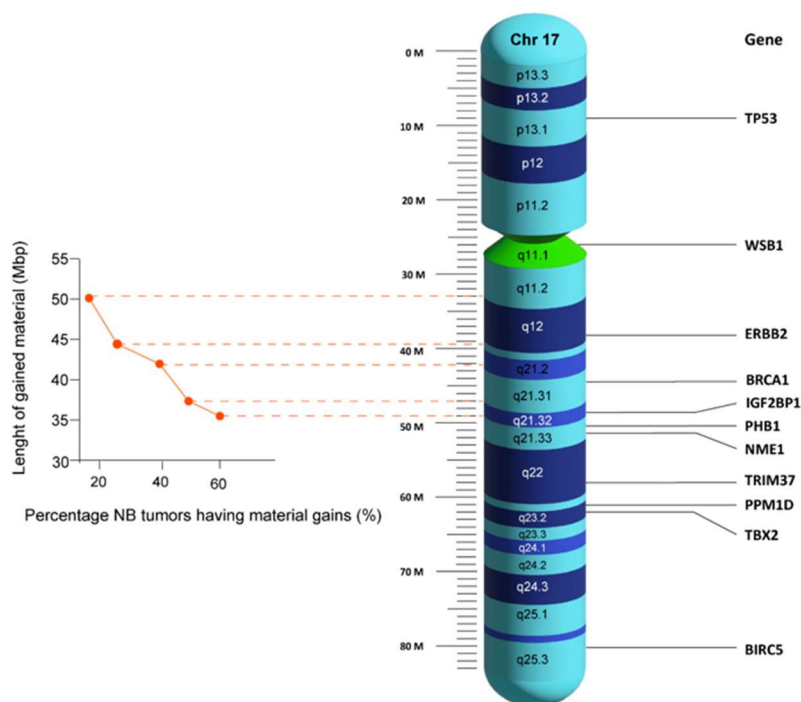 Chr 17
Gene
0 M
p13.3
p13.2
10 M
p13.1
TP53
p12
20 M
p11.2
WSB1
q11.1
30 M
q11.2
q12
ERBB2
40 M
q21.2
BRCA1
q21.31
IGF2BP1
q21.32
PHB1
50 M
q21.33
NME1
q22
TRIM37
60 M
PPM1D
q23.2
TBX2
q23.3
q24.1
q24.2
70 M
q24.3
q25.1
80 M
BIRC5
q25.3
Lenght of gained material (Mbp)
55
50
45
40
35
30
20
40
60
Percentage NB tumors having material gains (%)